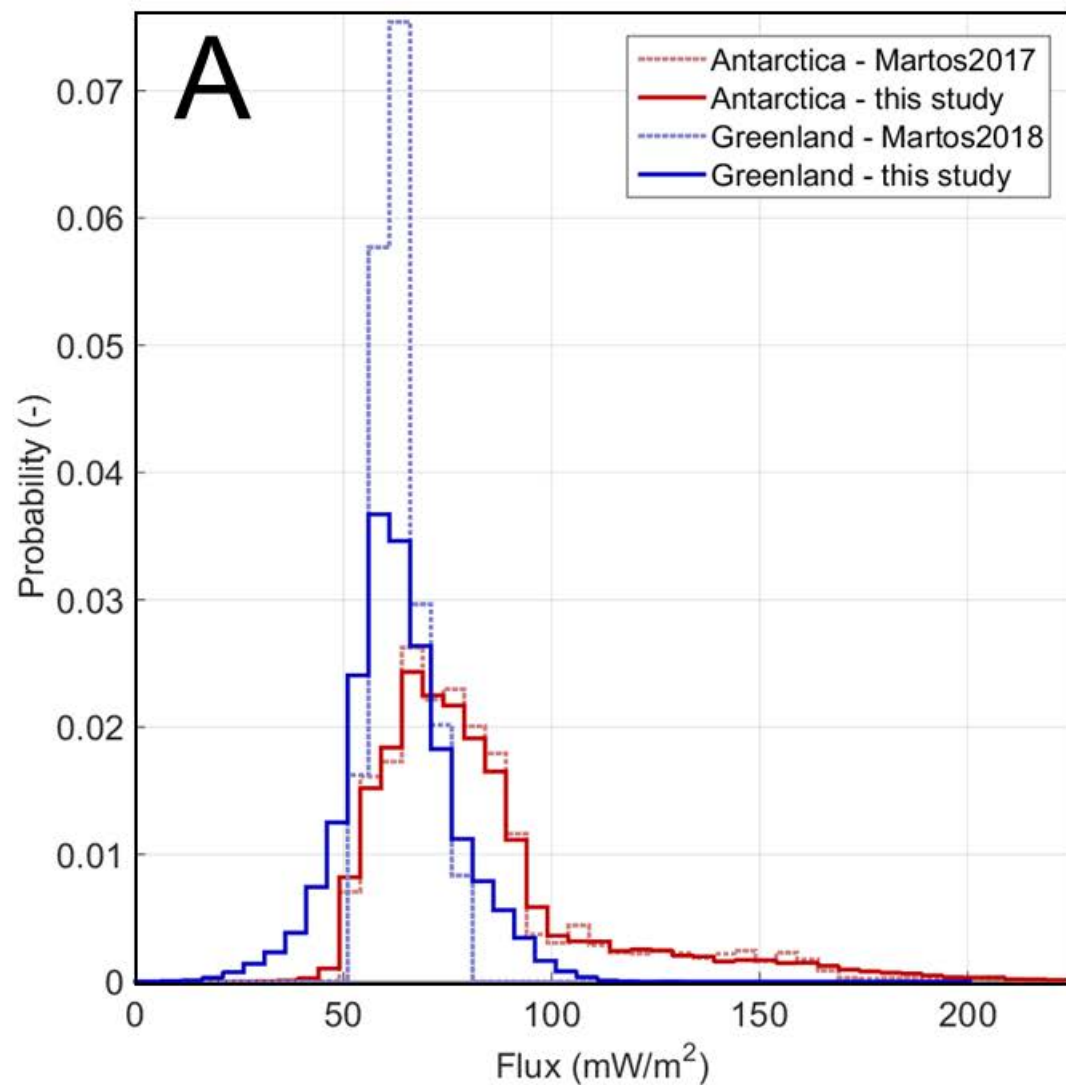 A
Antarctica - Martos2017
Antarctica - this study
Greenland - Martos2018
Greenland - this study
0.07
0.06
0.05
0.04
0.03
0.02
0.01
0
Probability (-)
0 50 100 150 200
Flux (mW/m²)